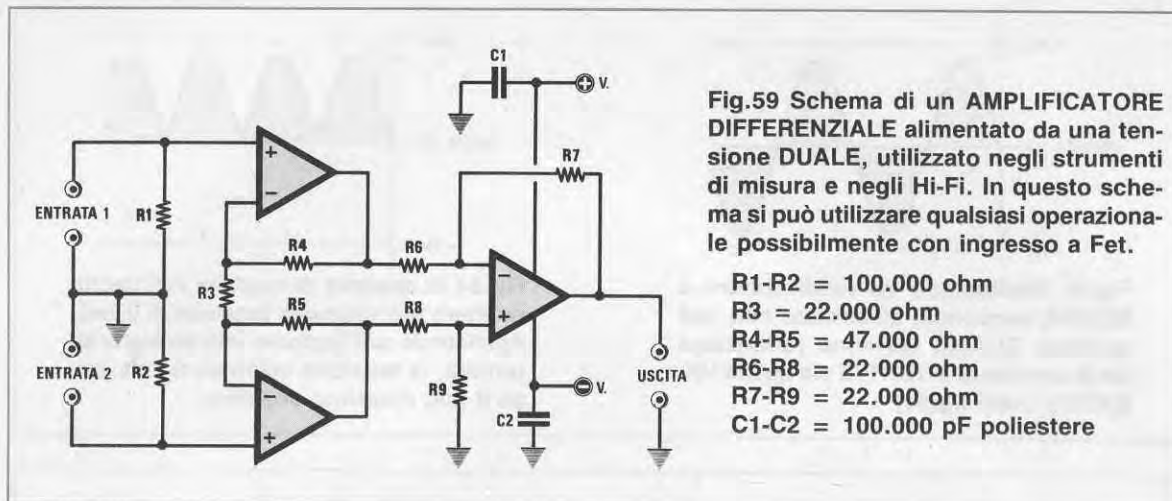 C1
V.
R7
ENTRATA 1
R1
R4
R6
R3
R5
R8
ENTRATA 2
R2
R9
C2
V.
USCITA
+
−
−
+
−
+
+
−
Fig.59 Schema di un AMPLIFICATORE
DIFFERENZIALE alimentato da una ten-
sione DUALE, utilizzato negli strumenti
di misura e negli Hi-Fi. In questo sche-
ma si può utilizzare qualsiasi operaziona-
le possibilmente con ingresso a Fet.
R1-R2 = 100.000 ohm
R3 = 22.000 ohm
R4-R5 = 47.000 ohm
R6-R8 = 22.000 ohm
R7-R9 = 22.000 ohm
C1-C2 = 100.000 pF poliestere